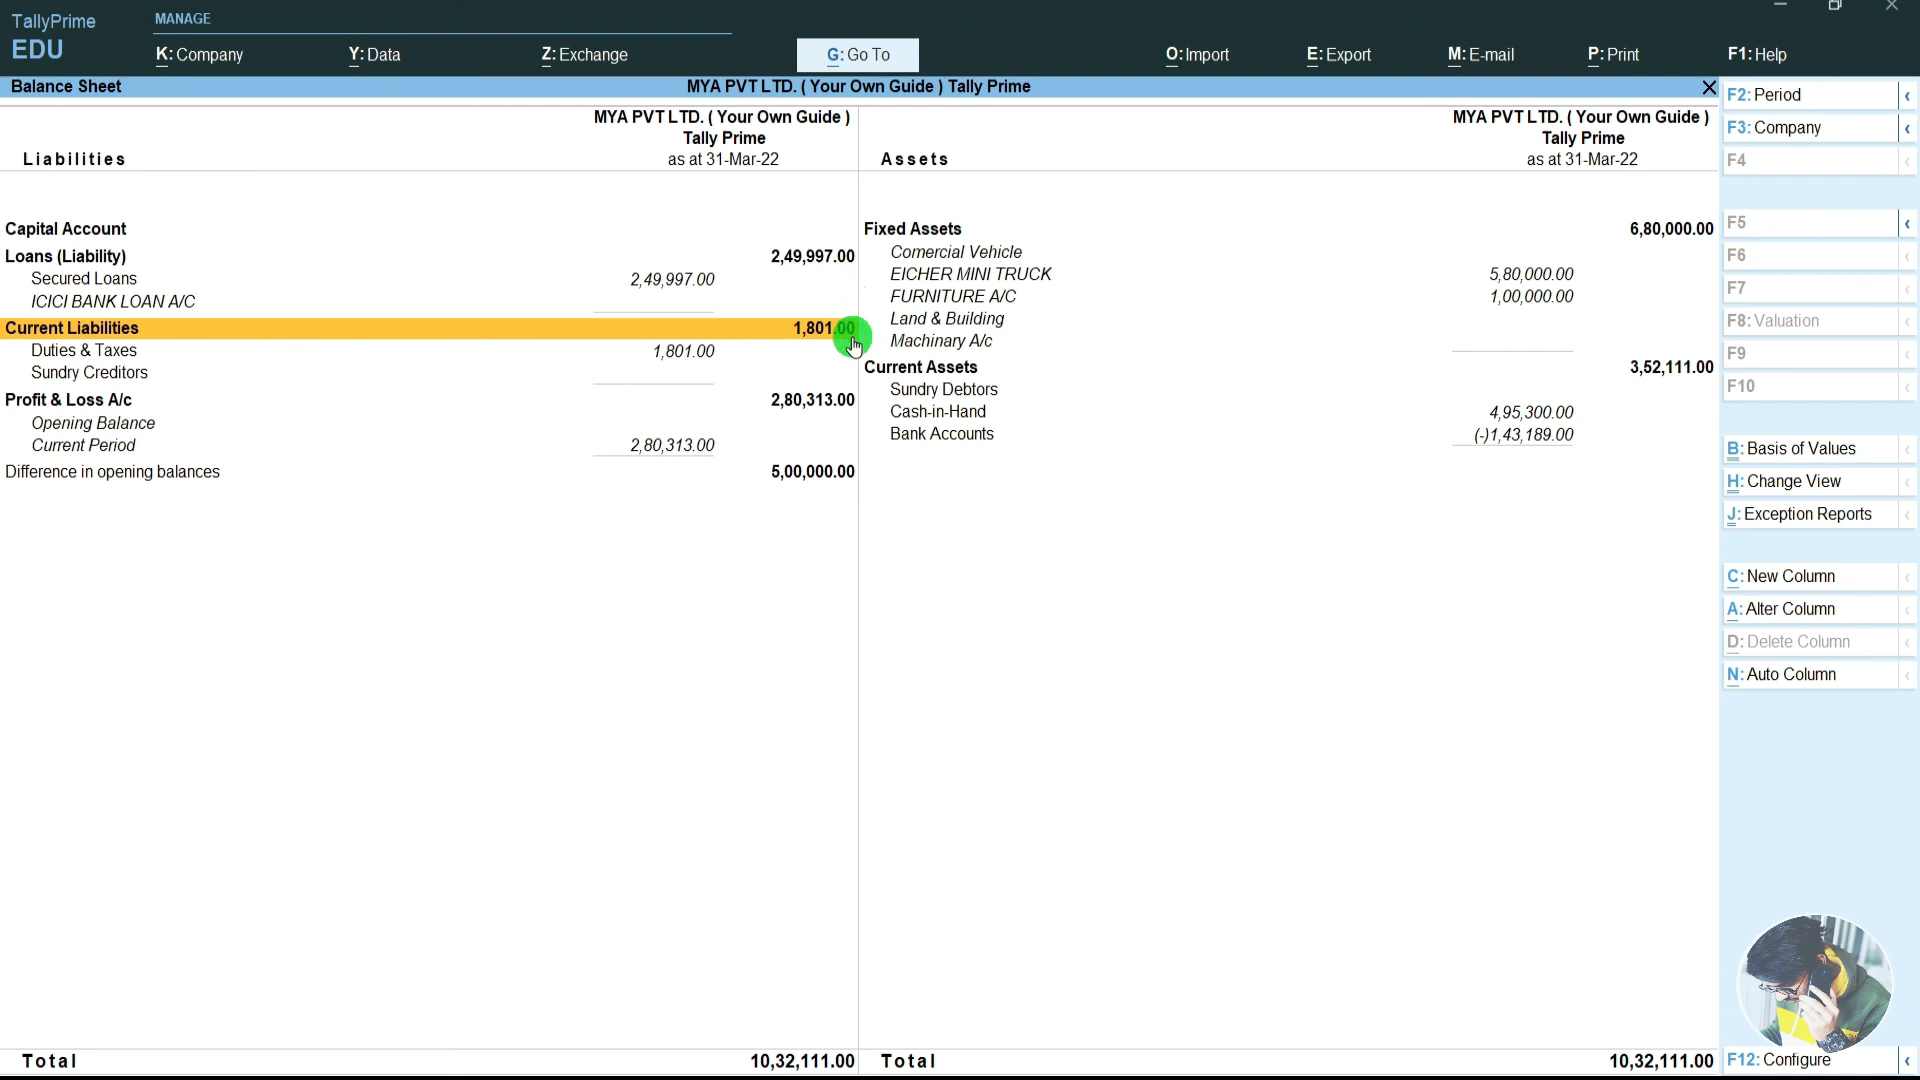 TallyPrime
EDU
MANAGE
K: Company
Y: Data
Z: Exchange
G: Go To
O: Import
E: Export
M: E-mail
P: Print
F1: Help
Balance Sheet
MYA PVT LTD. ( Your Own Guide ) Tally Prime
Liabilities
MYA PVT LTD. ( Your Own Guide )
Tally Prime
as at 31-Mar-22
Capital Account
Loans (Liability) 2,49,997.00
Secured Loans 2,49,997.00
ICICI BANK LOAN A/C
Current Liabilities 1,801.00
Duties & Taxes 1,801.00
Sundry Creditors
Profit & Loss A/c 2,80,313.00
Opening Balance
Current Period 2,80,313.00
Difference in opening balances 5,00,000.00
Total 10,32,111.00
Assets
MYA PVT LTD. ( Your Own Guide )
Tally Prime
as at 31-Mar-22
Fixed Assets 6,80,000.00
Comercial Vehicle
EICHER MINI TRUCK 5,80,000.00
FURNITURE A/C 1,00,000.00
Land & Building
Machinary A/c
Current Assets 3,52,111.00
Sundry Debtors
Cash-in-Hand 4,95,300.00
Bank Accounts (-)1,43,189.00
Total 10,32,111.00
F2: Period
F3: Company
F4
F5
F6
F7
F8: Valuation
F9
F10
B: Basis of Values
H: Change View
J: Exception Reports
C: New Column
A: Alter Column
D: Delete Column
N: Auto Column
F12: Configure